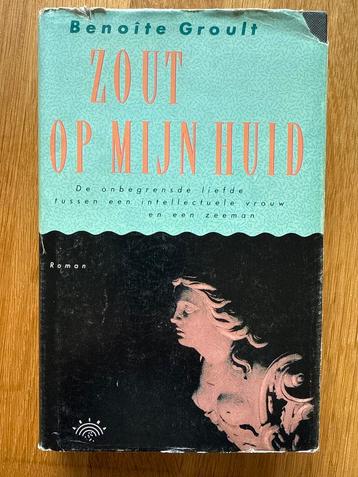 Benoîte Groult
ZOUT
OP MIJN HUID
De onbegrensde liefde
tussen een intellectuele vrouw
en een zeeman
Roman